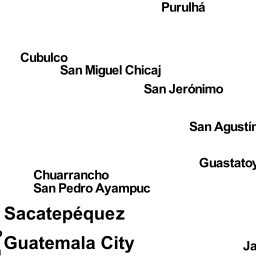 Purulhá
Cubulco
San Miguel Chicaj
San Jerónimo
San Agustín
Guastatoy
Chuarrancho
San Pedro Ayampuc
Sacatepéquez
Guatemala City
Ja